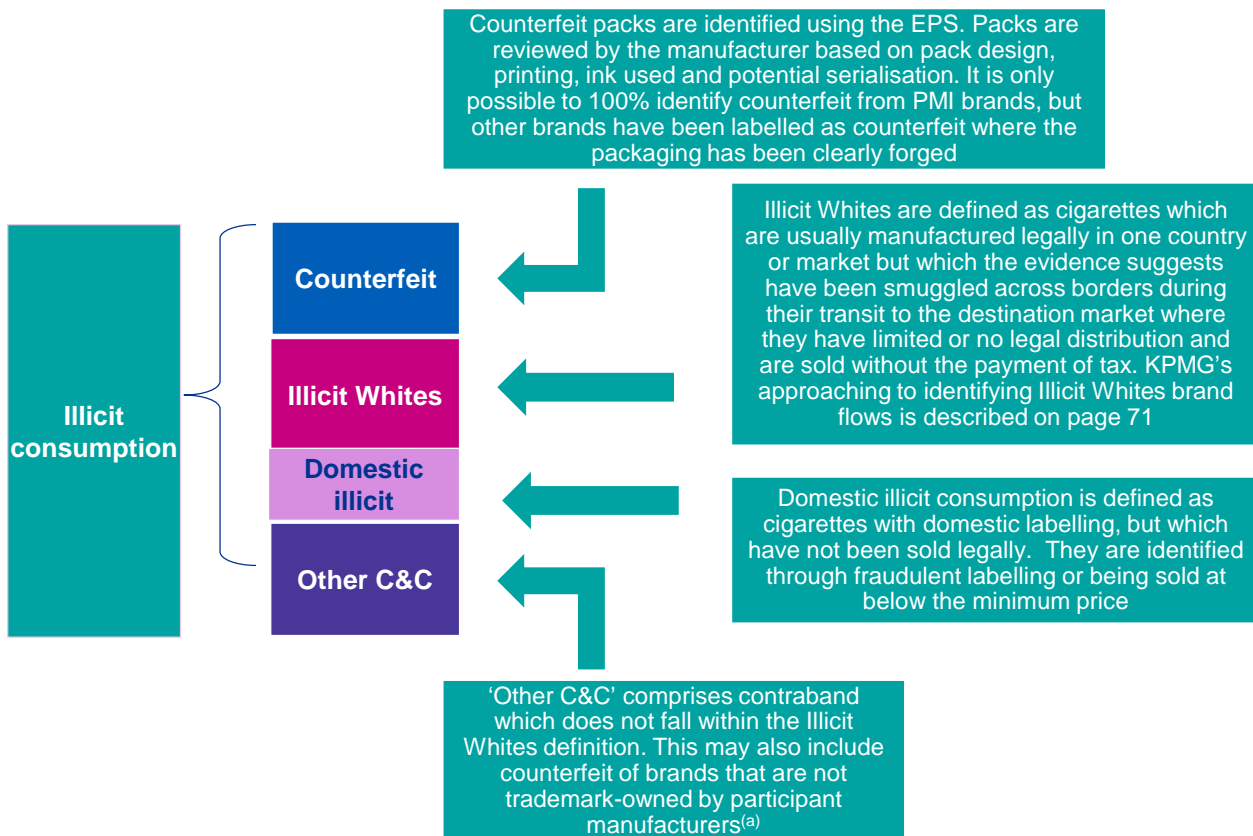 Counterfeit packs are identified using the EPS. Packs are
reviewed by the manufacturer based on pack design,
printing, ink used and potential serialisation. It is only
possible to 100% identify counterfeit from PMI brands, but
other brands have been labelled as counterfeit where the
packaging has been clearly forged
Illicit
consumption
Counterfeit
Illicit Whites
Domestic
illicit
Other C&C
Illicit Whites are defined as cigarettes which
are usually manufactured legally in one country
or market but which the evidence suggests
have been smuggled across borders during
their transit to the destination market where
they have limited or no legal distribution and
are sold without the payment of tax. KPMG’s
approaching to identifying Illicit Whites brand
flows is described on page 71
Domestic illicit consumption is defined as
cigarettes with domestic labelling, but which
have not been sold legally.  They are identified
through fraudulent labelling or being sold at
below the minimum price
‘Other C&C’ comprises contraband
which does not fall within the Illicit
Whites definition. This may also include
counterfeit of brands that are not
trademark-owned by participant
manufacturers(a)